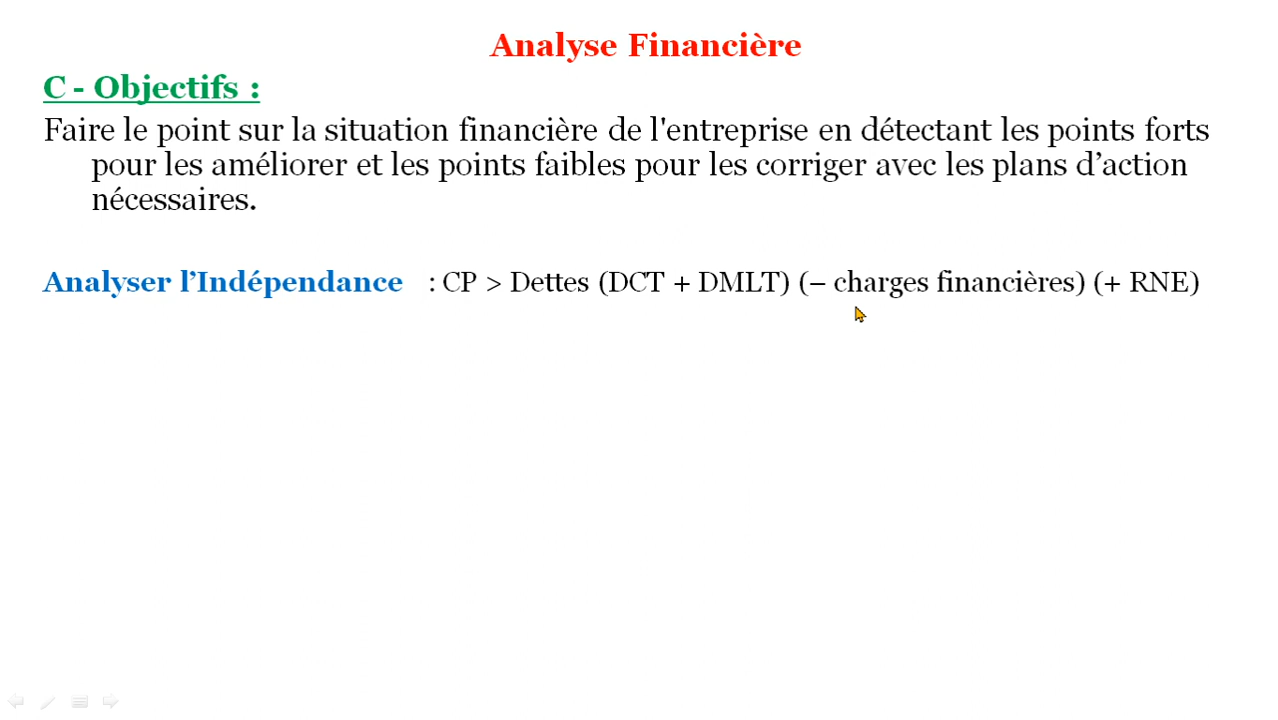 Analyse Financière
C - Objectifs :
Faire le point sur la situation financière de l'entreprise en détectant les points forts
pour les améliorer et les points faibles pour les corriger avec les plans d’action
nécessaires.
Analyser l’Indépendance : CP > Dettes (DCT + DMLT) (– charges financières) (+ RNE)